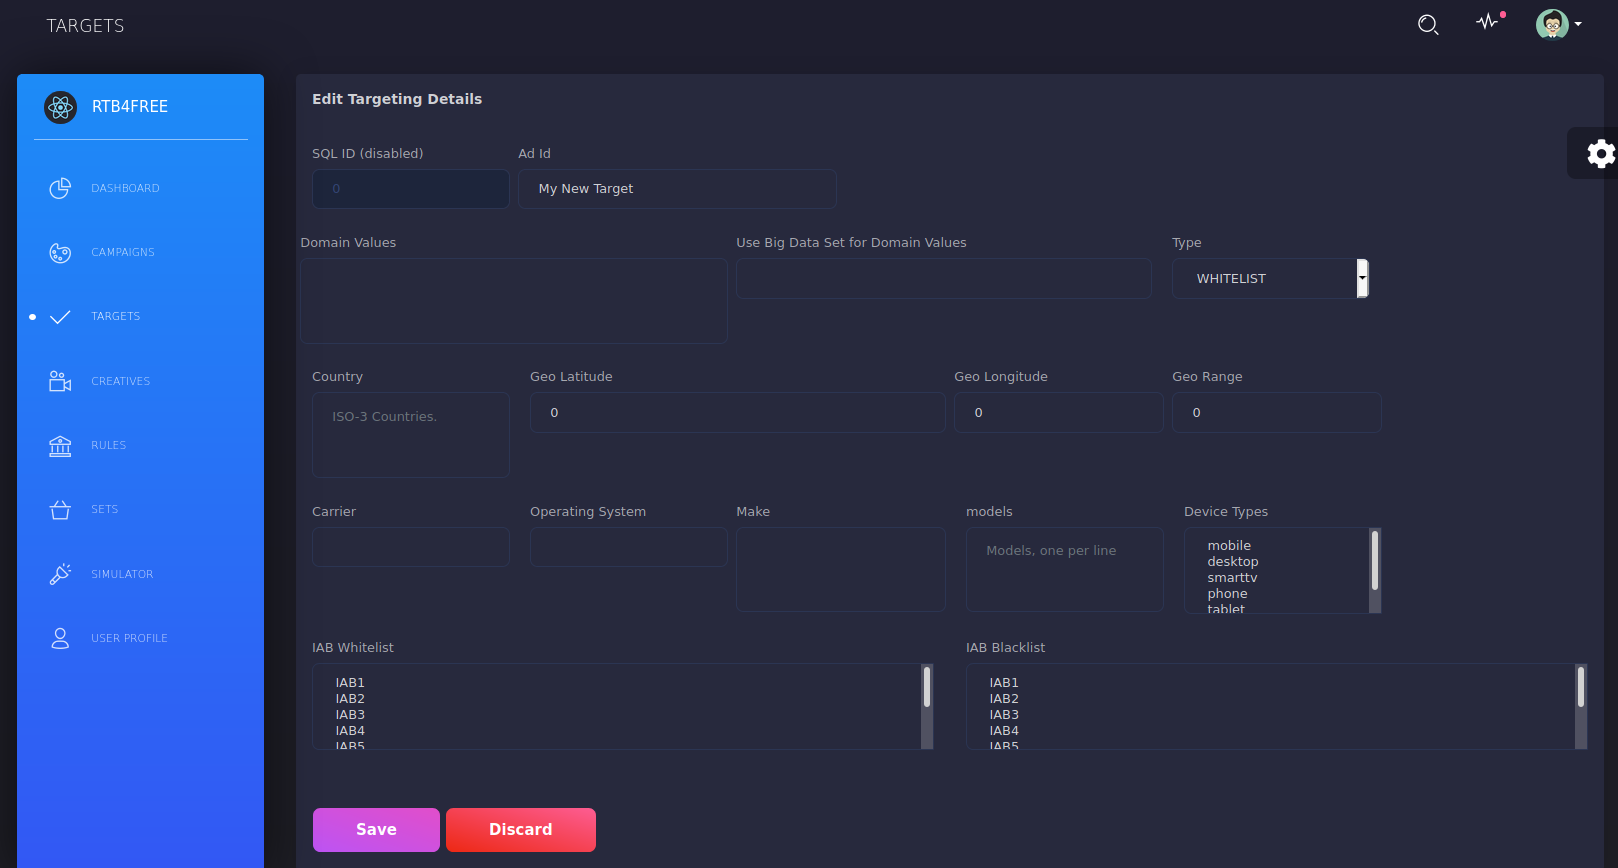 TARGETS
RTB4FREE
DASHBOARD
CAMPAIGNS
TARGETS
CREATIVES
RULES
SETS
SIMULATOR
USER PROFILE
Edit Targeting Details
SQL ID (disabled) Ad Id
0 My New Target
Domain Values Use Big Data Set for Domain Values Type
WHITELIST
Country Geo Latitude Geo Longitude Geo Range
ISO-3 Countries. 0 0 0
Carrier Operating System Make models Device Types
Models, one per line
mobile
desktop
smarttv
phone
tablet
IAB Whitelist
IAB1
IAB2
IAB3
IAB4
IAB5
IAB Blacklist
IAB1
IAB2
IAB3
IAB4
IAB5
Save Discard